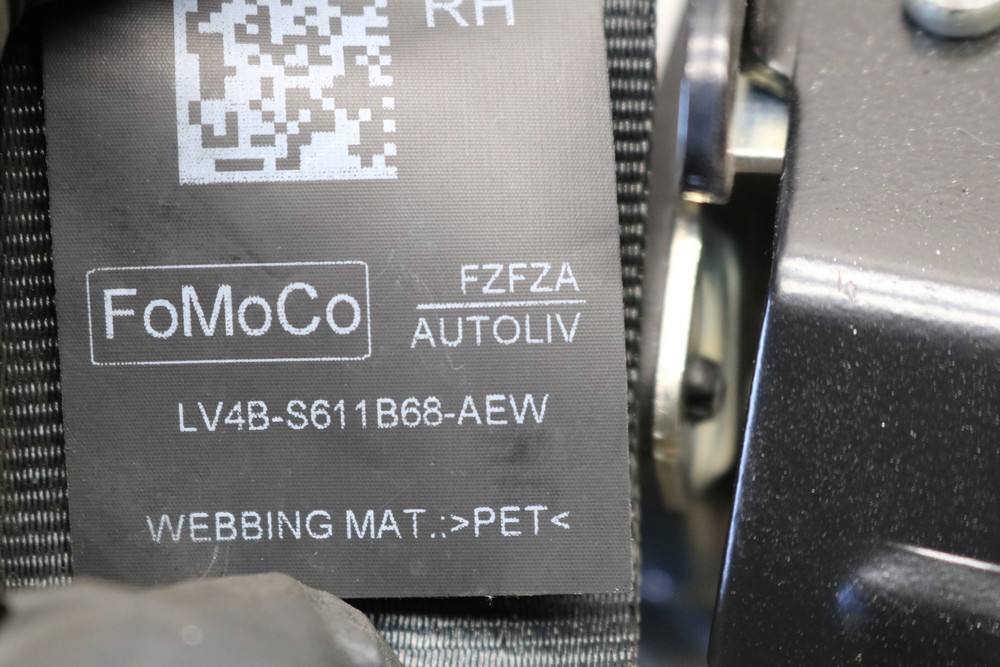 RH
FoMoCo
FZFZA
AUTOLIV
LV4B-S611B68-AEW
WEBBING MAT.:>PET<